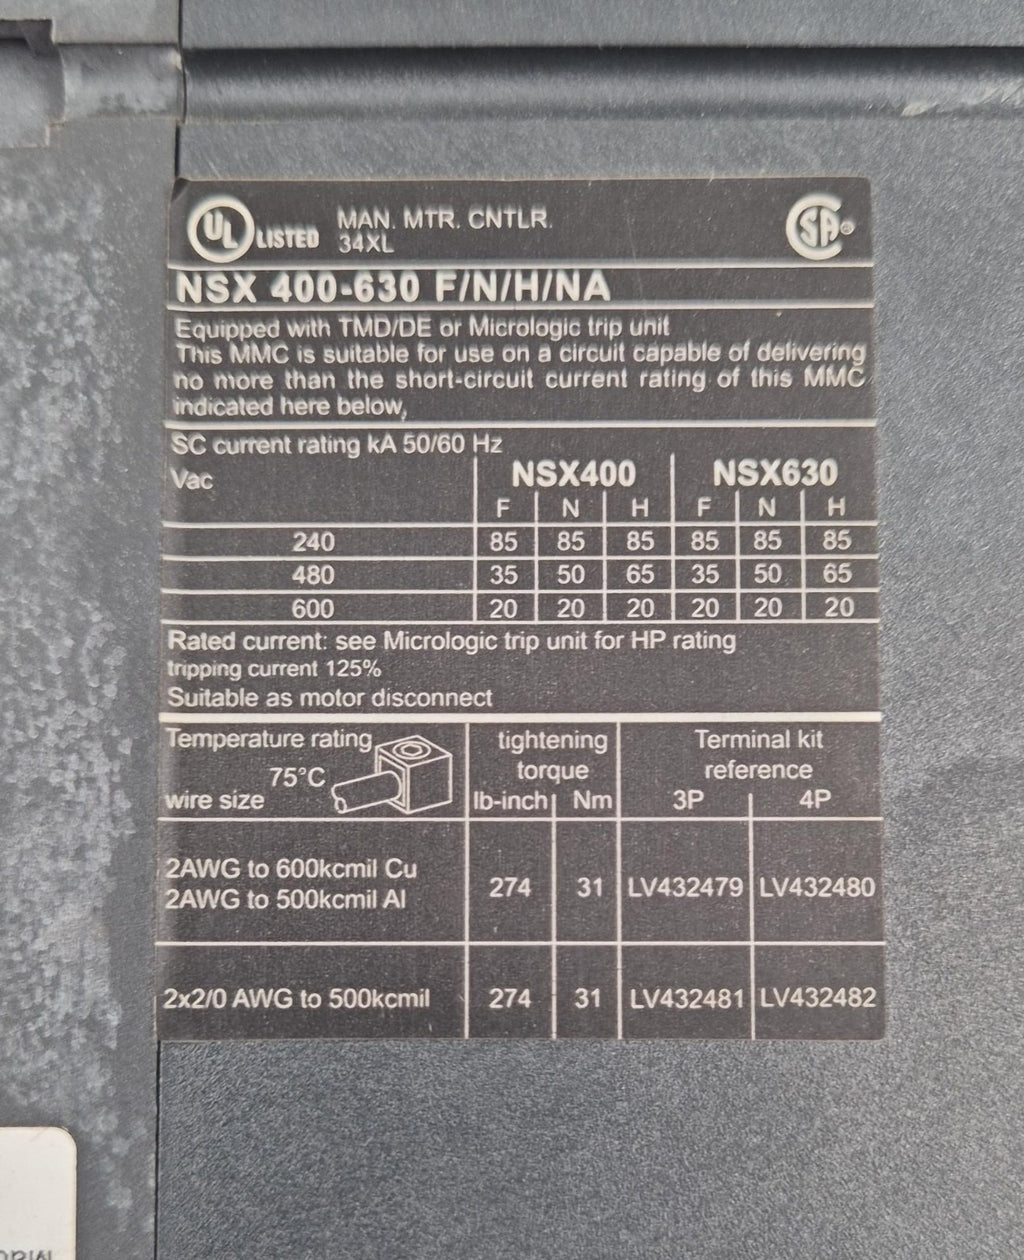 UL LISTED MAN. MTR. CNTLR. SA®
34XL
NSX 400-630 F/N/H/NA
Equipped with TMD/DE or Micrologic trip unit
This MMC is suitable for use on a circuit capable of delivering
no more than the short-circuit current rating of this MMC
indicated here below,
SC current rating kA 50/60 Hz
Vac NSX400 NSX630
F N H F N H
240 85 85 85 85 85 85
480 35 50 65 35 50 65
600 20 20 20 20 20 20
Rated current: see Micrologic trip unit for HP rating
tripping current 125%
Suitable as motor disconnect
Temperature rating tightening Terminal kit
75°C torque reference
wire size lb-inch Nm 3P 4P
2AWG to 600kcmil Cu
2AWG to 500kcmil Al
274 31 LV432479 LV432480
2x2/0 AWG to 500kcmil 274 31 LV432481 LV432482